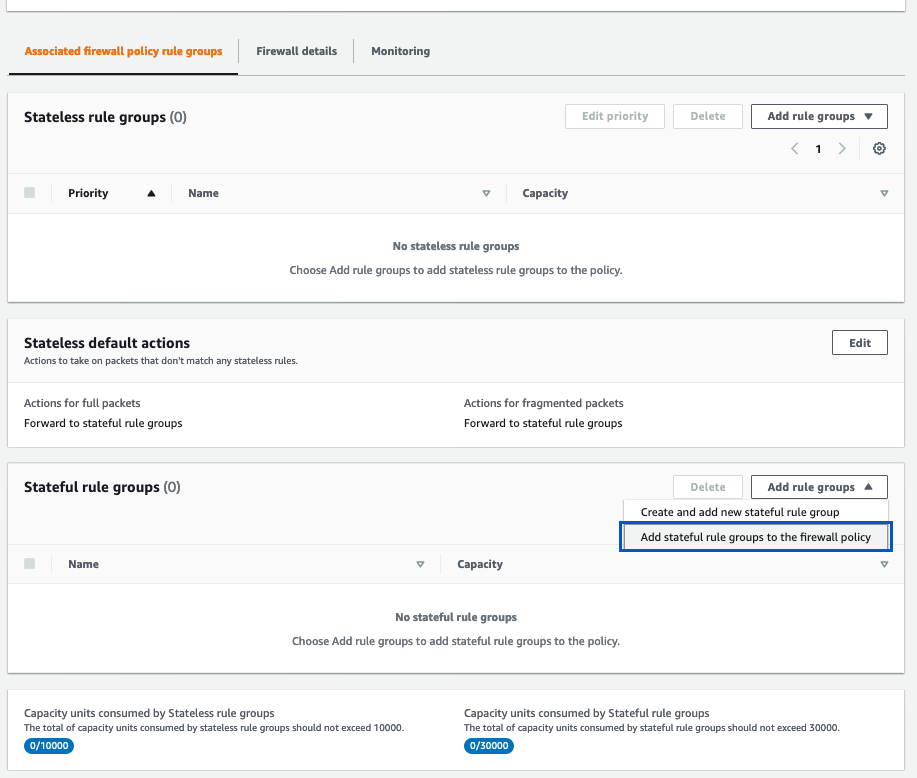 Associated firewall policy rule groups
Firewall details
Monitoring
Stateless rule groups (0)
Edit priority
Delete
Add rule groups
1
Priority
Name
Capacity
No stateless rule groups
Choose Add rule groups to add stateless rule groups to the policy.
Stateless default actions
Edit
Actions to take on packets that don't match any stateless rules.
Actions for full packets
Forward to stateful rule groups
Actions for fragmented packets
Forward to stateful rule groups
Stateful rule groups (0)
Delete
Add rule groups
Create and add new stateful rule group
Add stateful rule groups to the firewall policy
Name
Capacity
No stateful rule groups
Choose Add rule groups to add stateful rule groups to the policy.
Capacity units consumed by Stateless rule groups
The total of capacity units consumed by stateless rule groups should not exceed 10000.
0/10000
Capacity units consumed by Stateful rule groups
The total of capacity units consumed by stateful rule groups should not exceed 30000.
0/30000